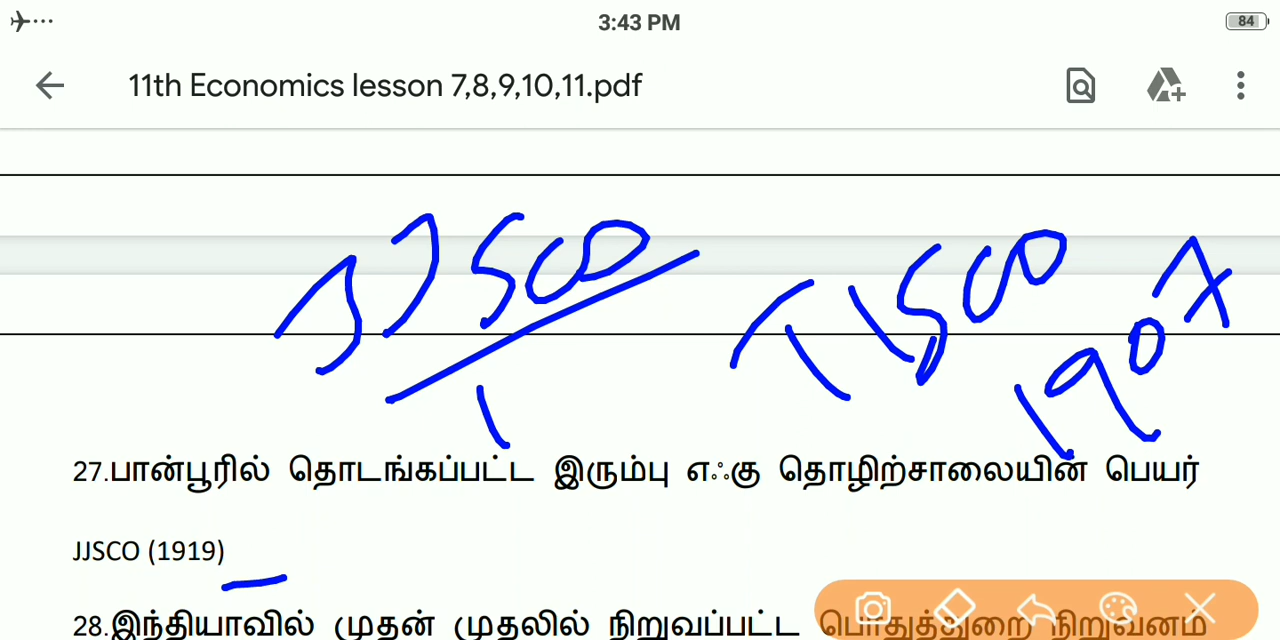 3:43 PM
84
11th Economics lesson 7,8,9,10,11.pdf
JJSCO TISCO
1907
27.பான்பூரில் தொடங்கப்பட்ட இரும்பு எஃகு தொழிற்சாலையின் பெயர்
JJSCO (1919)
28.இந்தியாவில் முதன் முதலில் நிறுவப்பட்ட பொதுத்துறை நிறுவனம்